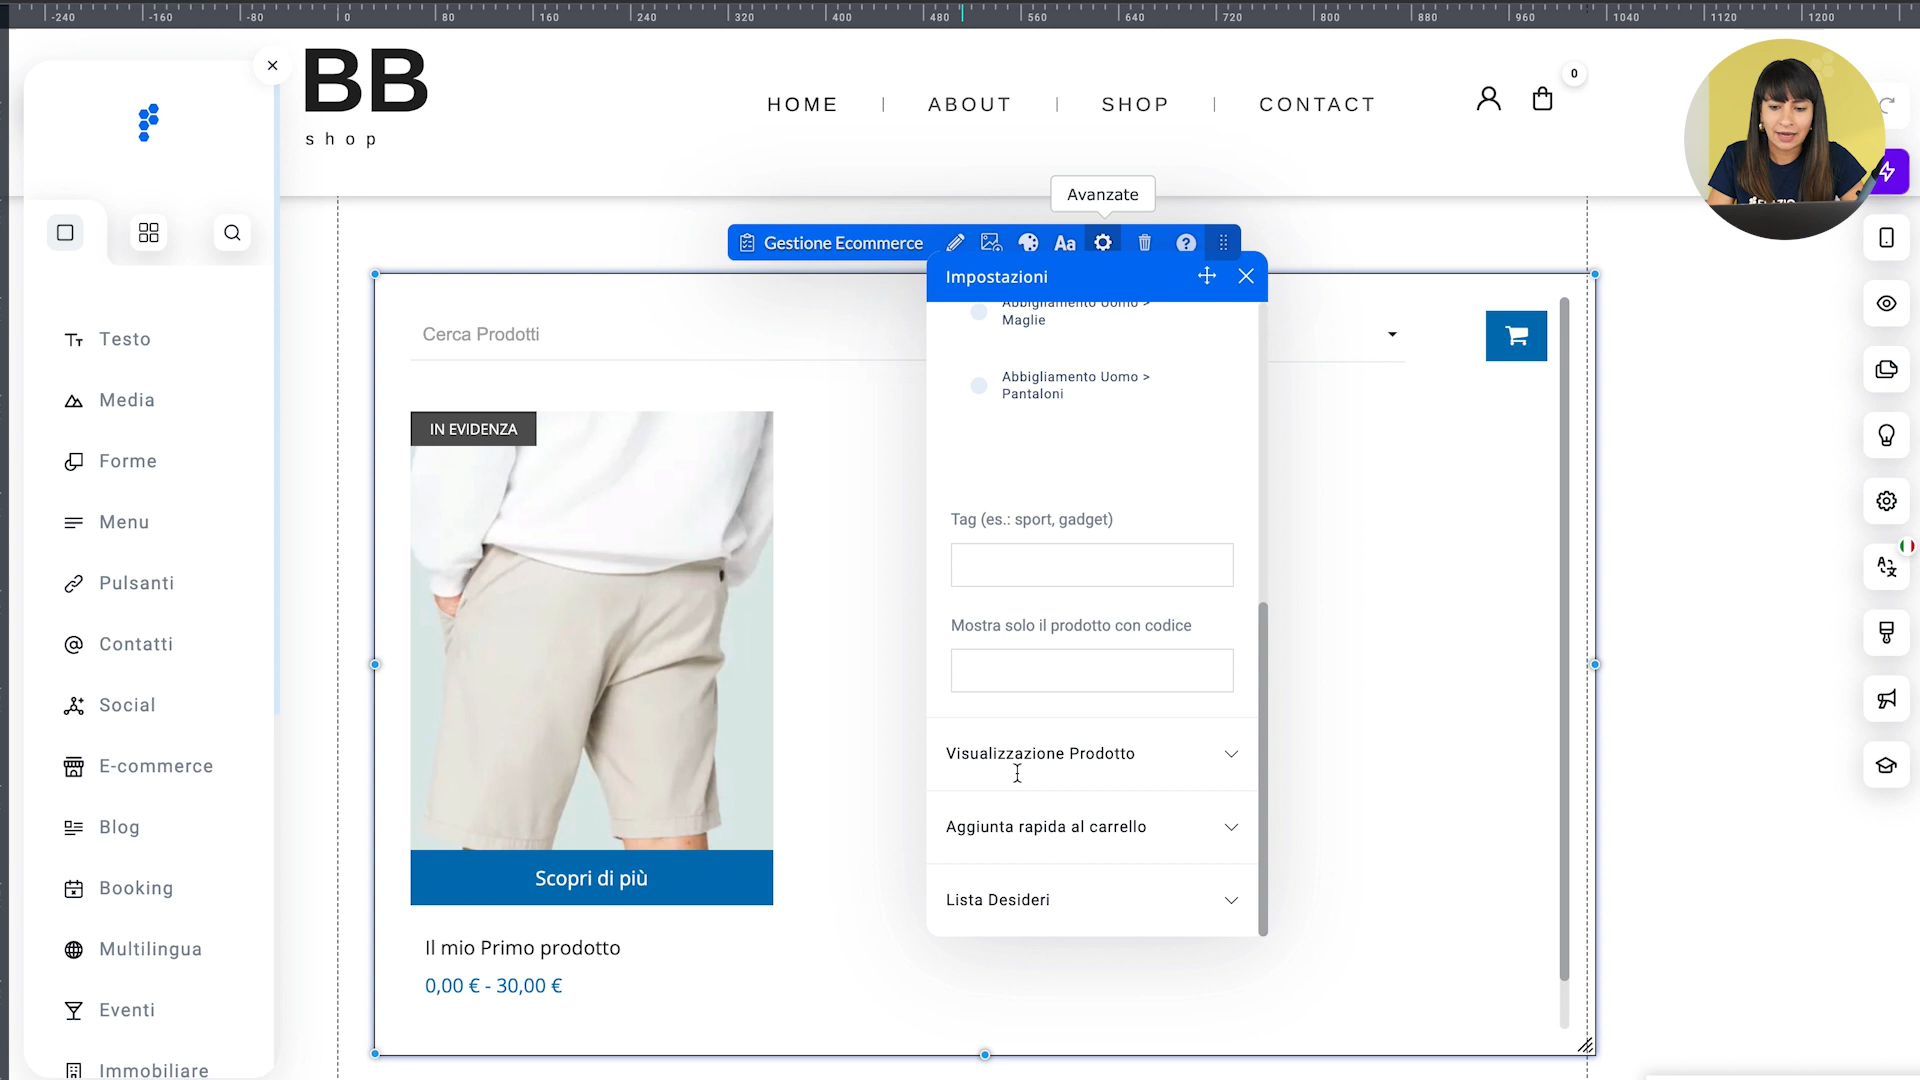 -240 -160 -80 0 80 160 240 320 400 480 560 640 720 800 880 960 1040 1120 1200
BB
shop
HOME | ABOUT | SHOP | CONTACT
0
Avanzate
Gestione Ecommerce
Aa
?
Impostazioni
Testo
Media
Forme
Menu
Pulsanti
Contatti
Social
E-commerce
Blog
Booking
Multilingua
Eventi
Immobiliare
Cerca Prodotti
IN EVIDENZA
Scopri di più
Il mio Primo prodotto
0,00 € - 30,00 €
Abbigliamento Uomo >
Maglie
Abbigliamento Uomo >
Pantaloni
Tag (es.: sport, gadget)
Mostra solo il prodotto con codice
Visualizzazione Prodotto
Aggiunta rapida al carrello
Lista Desideri